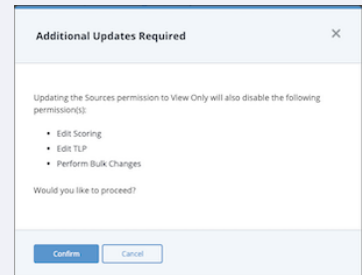 Additional Updates Required
Updating the Sources permission to View Only will also disable the following
permission(s):
• Edit Scoring
• Edit TLP
• Perform Bulk Changes
Would you like to proceed?
Confirm
Cancel